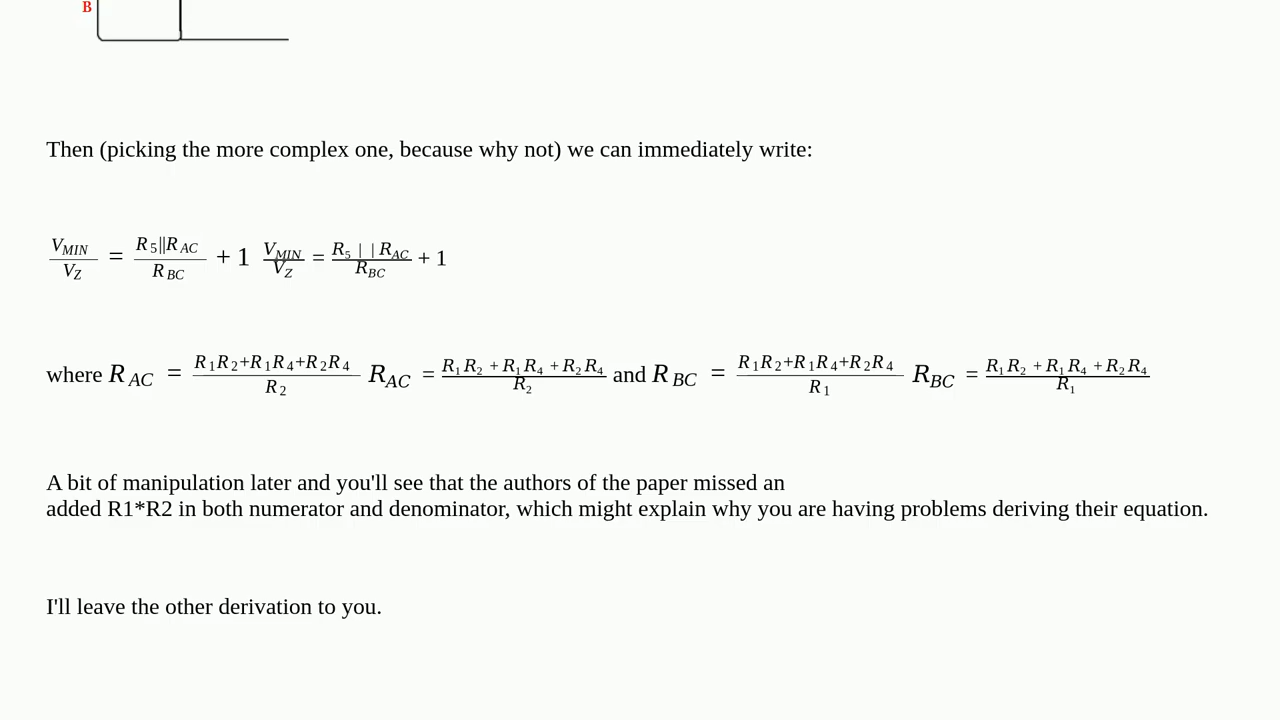 B
Then (picking the more complex one, because why not) we can immediately write:
V_MIN/V_Z = R_5||R_AC/R_BC + 1 V_MIN/V_Z = R_5||R_AC/R_BC + 1
where R_AC = R_1R_2+R_1R_4+R_2R_4/R_2 R_AC = R_1R_2+R_1R_4+R_2R_4/R_2 and R_BC = R_1R_2+R_1R_4+R_2R_4/R_1 R_BC = R_1R_2+R_1R_4+R_2R_4/R_1
A bit of manipulation later and you'll see that the authors of the paper missed an
added R1*R2 in both numerator and denominator, which might explain why you are having problems deriving their equation.
I'll leave the other derivation to you.